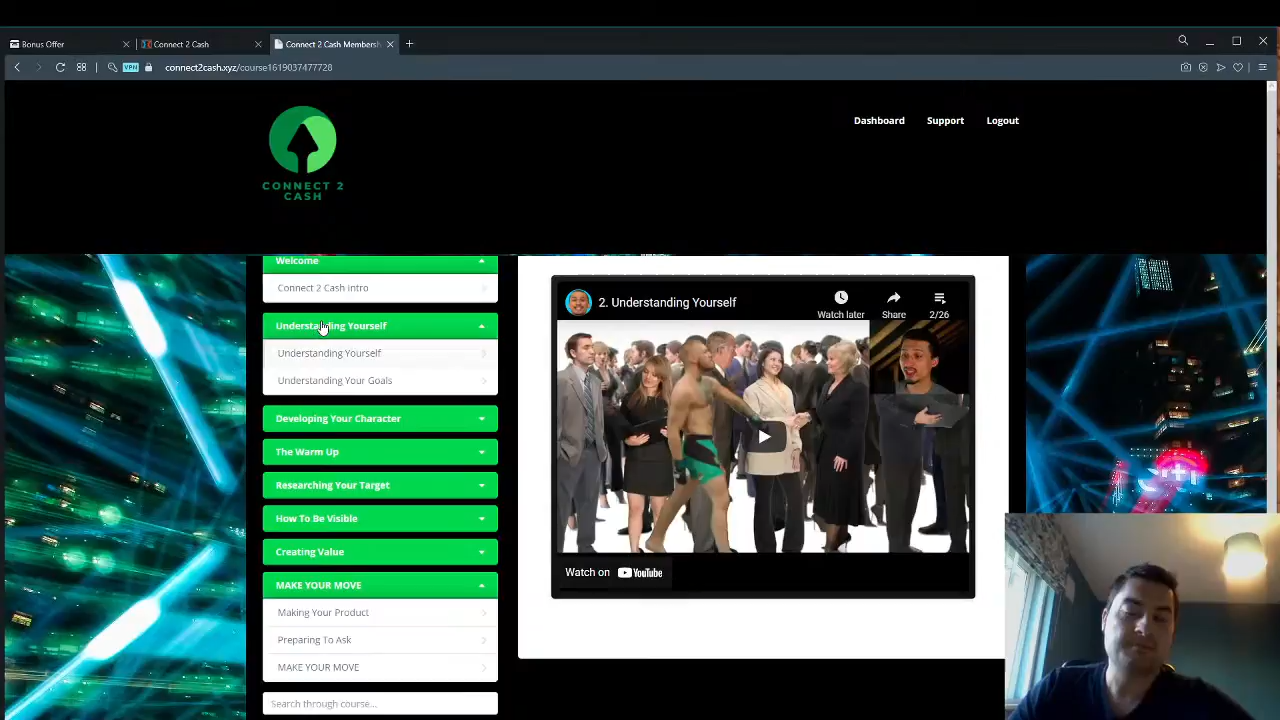 Bonus Offer
Connect 2 Cash
Connect 2 Cash Membersh
VPN
connect2cash.xyz/course1619037477728
CONNECT 2
CASH
Dashboard
Support
Logout
Welcome
Connect 2 Cash intro
Understanding Yourself
Understanding Yourself
Understanding Your Goals
Developing Your Character
The Warm Up
Researching Your Target
How To Be Visible
Creating Value
MAKE YOUR MOVE
Making Your Product
Preparing To Ask
MAKE YOUR MOVE
Search through course...
2. Understanding Yourself
Watch later
Share
2/26
Watch on YouTube